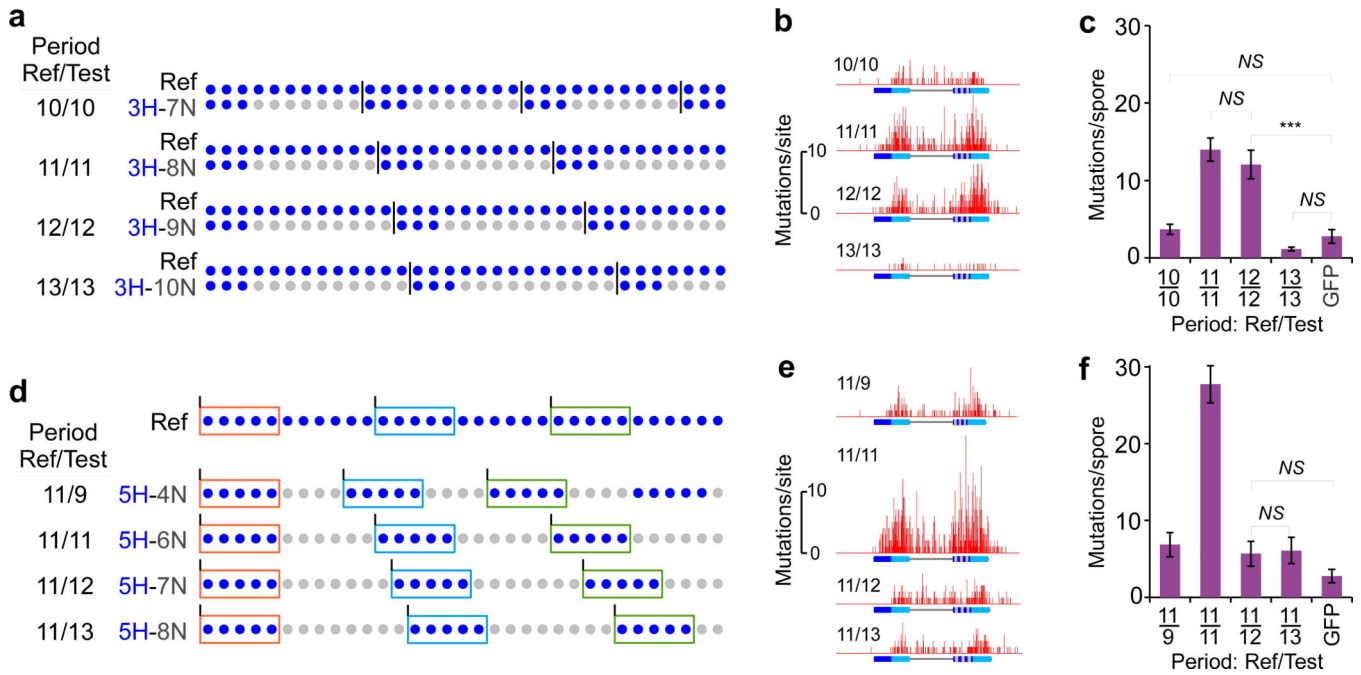 a
Period
Ref/Test
Ref
10/10 3H-7N
Ref
11/11 3H-8N
Ref
12/12 3H-9N
Ref
13/13 3H-10N
b
Mutations/site
10/10
11/11
10
12/12
0
13/13
c
Mutations/spore
30
20
10
0
NS
NS
***
NS
10/10 11/11 12/12 13/13 GFP
Period: Ref/Test
d
Ref
Period
Ref/Test
11/9 5H-4N
11/11 5H-6N
11/12 5H-7N
11/13 5H-8N
e
Mutations/site
11/9
11/11
10
0
11/12
11/13
f
Mutations/spore
30
20
10
0
NS
NS
11/9 11/11 11/12 11/13 GFP
Period: Ref/Test